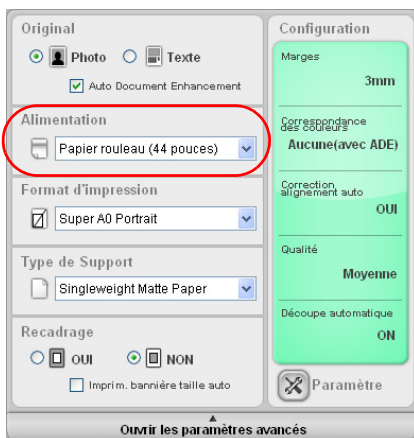 Original
Photo
Texte
Auto Document Enhancement
Alimentation
Papier rouleau (44 pouces)
Format d'impression
Super A0 Portrait
Type de Support
Singleweight Matte Paper
Recadrage
OUI
NON
Imprim. bannière taille auto
Configuration
Marges
3mm
Correspondance
des couleurs
Aucune(avec ADE)
Correction
alignement auto
OUI
Qualité
Moyenne
Découpe automatique
ON
Paramètre
Ouvrir les paramètres avancés